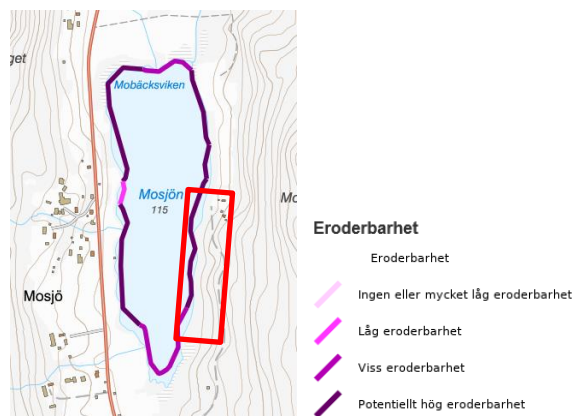 get
Mobäcksviken
Mosjön
115
Mo
Mosjö
Eroderbarhet
Eroderbarhet
Ingen eller mycket låg eroderbarhet
Låg eroderbarhet
Viss eroderbarhet
Potentiellt hög eroderbarhet